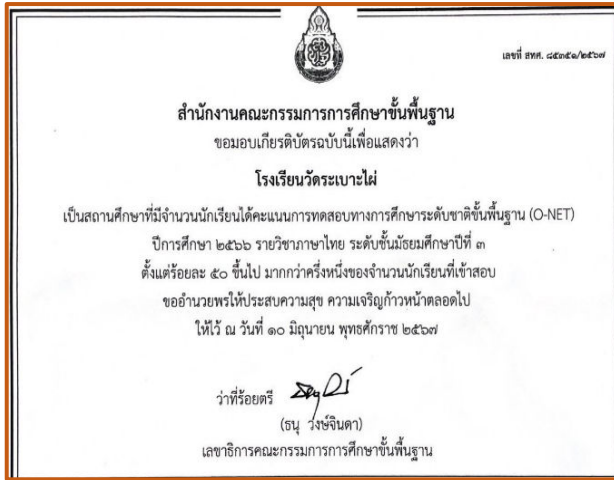 เลขที่ สทศ. ๘๕๓๕๑/๒๕๖๗
สำนักงานคณะกรรมการการศึกษาขั้นพื้นฐาน
ขอมอบเกียรติบัตรฉบับนี้เพื่อแสดงว่า
โรงเรียนวัดระเบาะไผ่
เป็นสถานศึกษาที่มีจำนวนนักเรียนได้คะแนนการทดสอบทางการศึกษาระดับชาติขั้นพื้นฐาน (O-NET)
ปีการศึกษา ๒๕๖๖ รายวิชาภาษาไทย ระดับชั้นมัธยมศึกษาปีที่ ๓
ตั้งแต่ร้อยละ ๕๐ ขึ้นไป มากกว่าครึ่งหนึ่งของจำนวนนักเรียนที่เข้าสอบ
ขออำนวยพรให้ประสบความสุข ความเจริญก้าวหน้าตลอดไป
ให้ไว้ ณ วันที่ ๑๐ มิถุนายน พุทธศักราช ๒๕๖๗
ว่าที่ร้อยตรี
(ธนุ วงษ์จินดา)
เลขาธิการคณะกรรมการการศึกษาขั้นพื้นฐาน